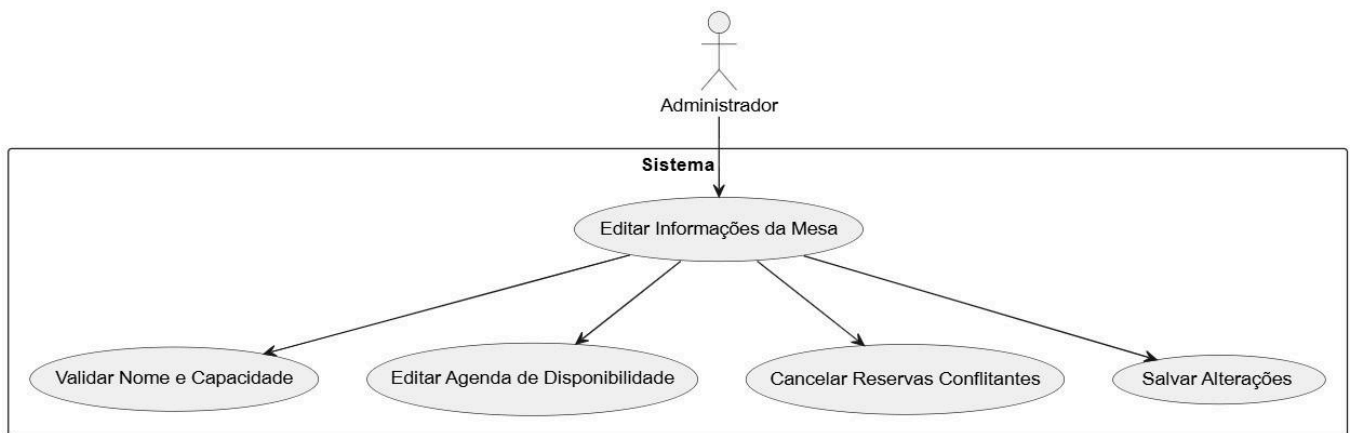 Administrador
Sistema
Editar Informações da Mesa
Validar Nome e Capacidade
Editar Agenda de Disponibilidade
Cancelar Reservas Conflitantes
Salvar Alterações